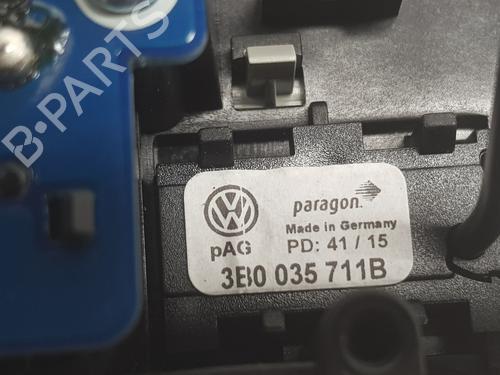 B·PARTS
paragon
Made in Germany
pAG PD: 41 / 15
3B0 035 711B